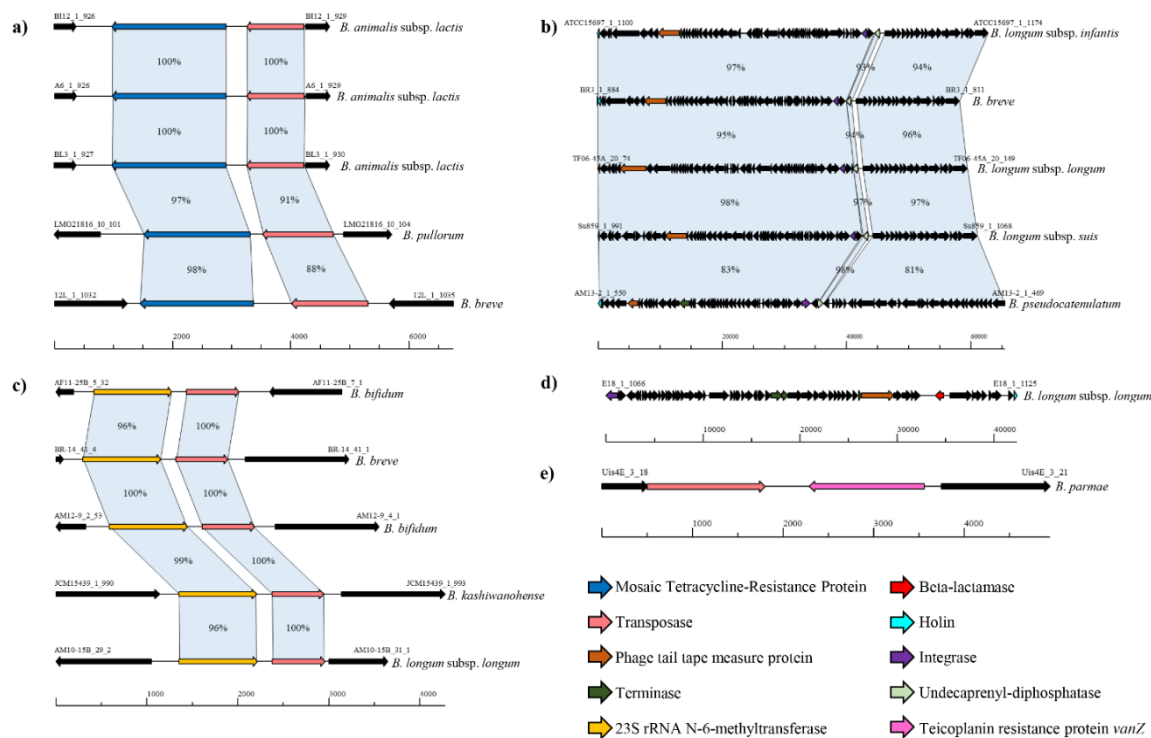 a)
BI12_1_926
BI12_1_929
B. animalis subsp. lactis
100%
100%
A6_1_926
A6_1_929
B. animalis subsp. lactis
100%
100%
BL3_1_927
BL3_1_930
B. animalis subsp. lactis
97%
91%
LMG21816_10_101
LMG21816_10_104
B. pullorum
98%
88%
12L_1_1032
12L_1_1035
B. breve
2000
4000
6000
b)
ATCC15697_1_1100
ATCC15697_1_1174
B. longum subsp. infantis
97%
93%
94%
BR3_1_884
BR3_1_811
B. breve
95%
94%
96%
TF06-45A_20_74
TF06-45A_20_149
B. longum subsp. longum
98%
97%
97%
Su859_1_991
Su859_1_1068
B. longum subsp. suis
83%
98%
81%
AM13-2_1_550
AM13-2_1_469
B. pseudocatenulatum
20000
40000
60000
c)
AF11-25B_5_32
AF11-25B_7_1
B. bifidum
96%
100%
BR-14_41_4
BR-14_41_1
B. breve
100%
100%
AM12-9_2_53
AM12-9_4_1
B. bifidum
99%
100%
JCM15439_1_990
JCM15439_1_993
B. kashiwanohense
96%
100%
AM10-15B_29_2
AM10-15B_31_1
B. longum subsp. longum
1000
2000
3000
4000
d)
E18_1_1066
E18_1_1125
B. longum subsp. longum
10000
20000
30000
40000
e)
Uis4E_3_18
Uis4E_3_21
B. parmae
1000
2000
3000
4000
Mosaic Tetracycline-Resistance Protein
Transposase
Phage tail tape measure protein
Terminase
23S rRNA N-6-methyltransferase
Beta-lactamase
Holin
Integrase
Undecaprenyl-diphosphatase
Teicoplanin resistance protein vanZ